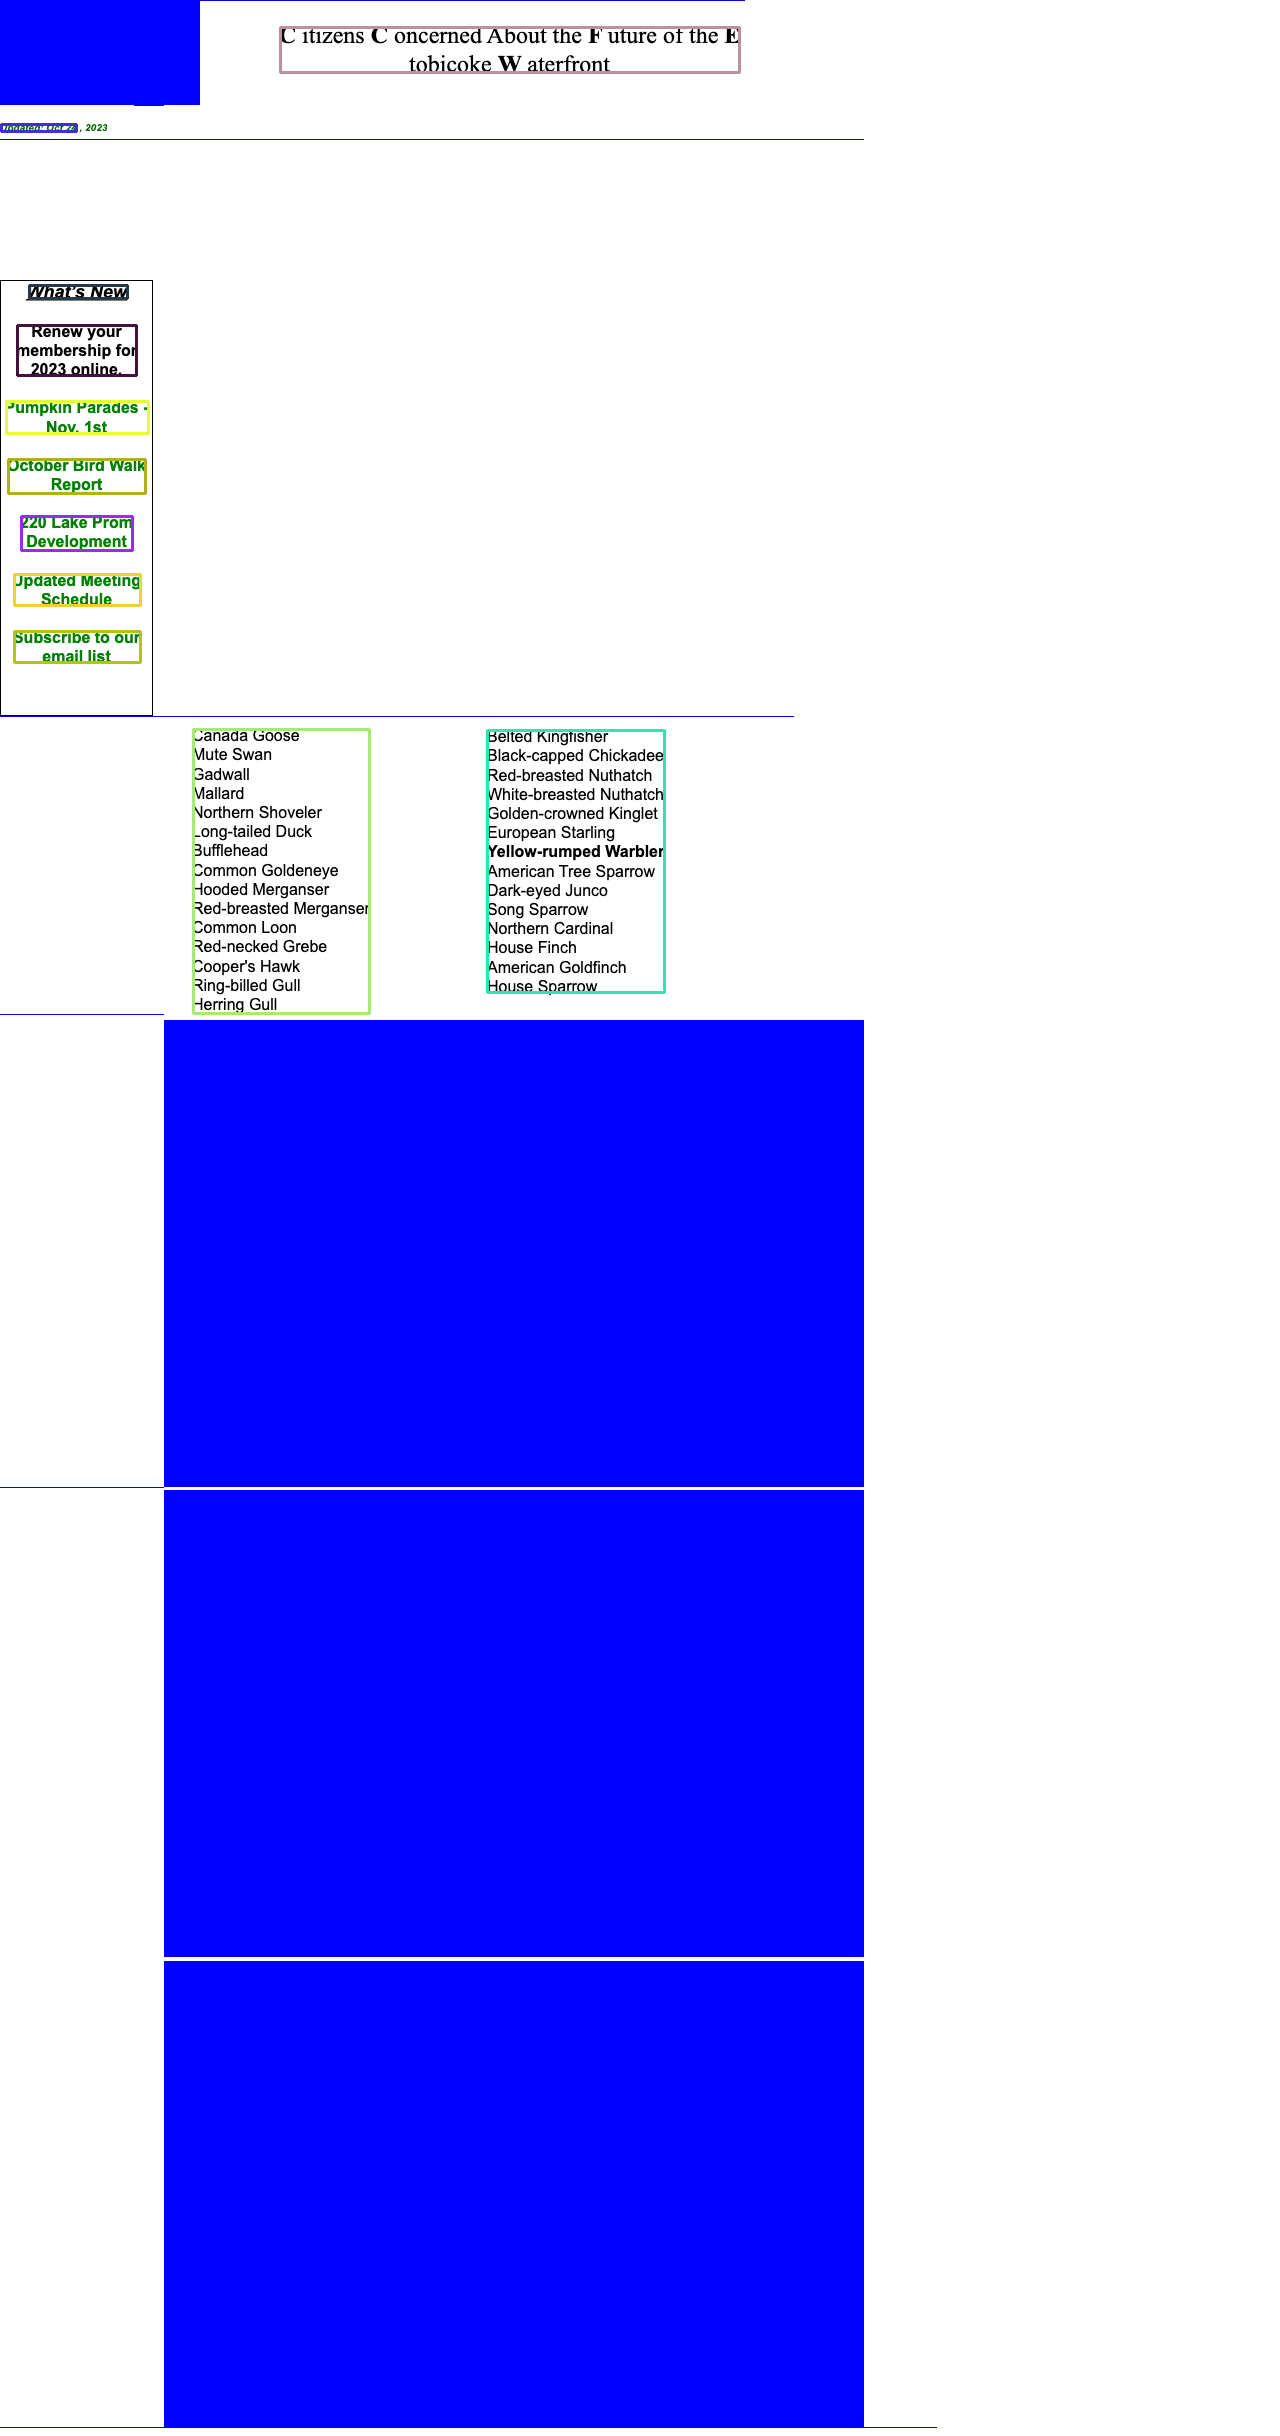 C itizens C oncerned About the F uture of the E
tobicoke W aterfront
Updated: Oct 24, 2023
What's New
Renew your
membership for
2023 online.
Pumpkin Parades -
Nov. 1st
October Bird Walk
Report
220 Lake Prom
Development
Updated Meeting
Schedule
Subscribe to our
email list
Canada Goose
Mute Swan
Gadwall
Mallard
Northern Shoveler
Long-tailed Duck
Bufflehead
Common Goldeneye
Hooded Merganser
Red-breasted Merganser
Common Loon
Red-necked Grebe
Cooper's Hawk
Ring-billed Gull
Herring Gull
Belted Kingfisher
Black-capped Chickadee
Red-breasted Nuthatch
White-breasted Nuthatch
Golden-crowned Kinglet
European Starling
Yellow-rumped Warbler
American Tree Sparrow
Dark-eyed Junco
Song Sparrow
Northern Cardinal
House Finch
American Goldfinch
House Sparrow